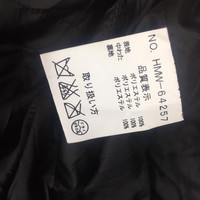 NO. HMW-64257
品質表示
表地 ポリエステル 100%
中わた ポリエステル 100%
裏地 ポリエステル 100%
取り扱い方